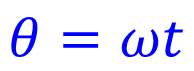 θ = ωt